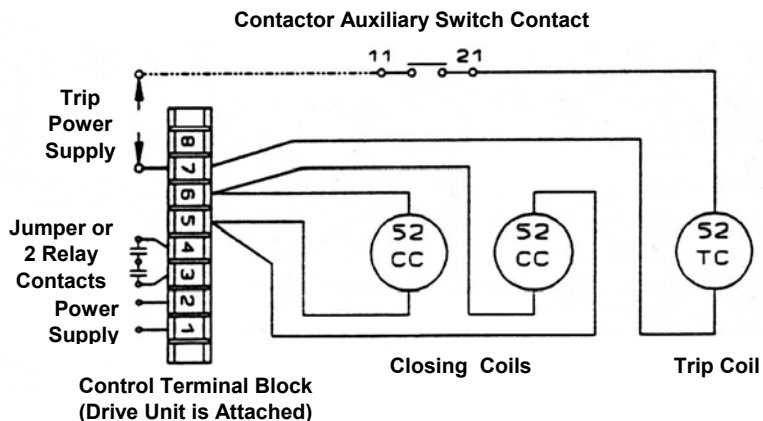 Contactor Auxiliary Switch Contact
11
21
Trip
Power
Supply
8
7
6
5
4
3
2
1
Jumper or
2 Relay
Contacts
Power
Supply
52
CC
52
CC
52
TC
Closing Coils
Trip Coil
Control Terminal Block
(Drive Unit is Attached)